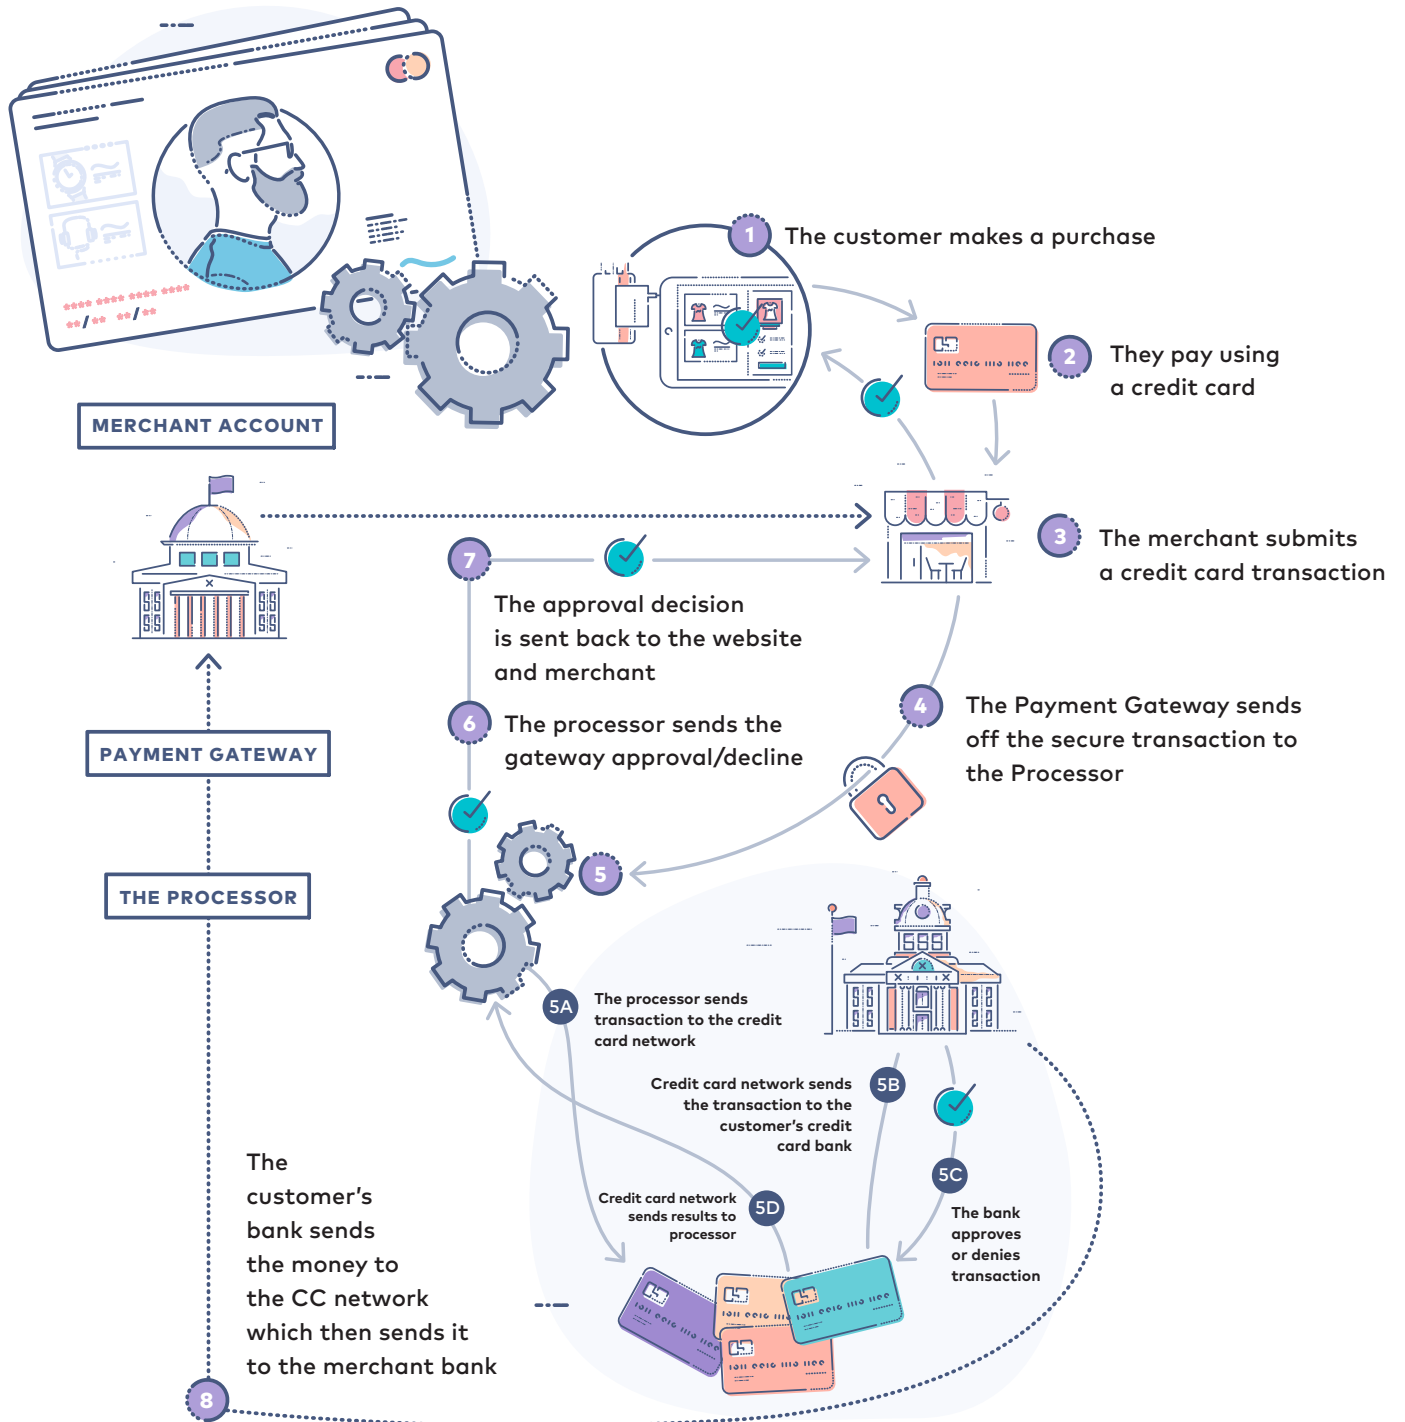 1
The customer makes a purchase
2
They pay using
a credit card
MERCHANT ACCOUNT
3
The merchant submits
a credit card transaction
7
The approval decision
is sent back to the website
and merchant
4
The Payment Gateway sends
off the secure transaction to
the Processor
6
The processor sends the
gateway approval/decline
PAYMENT GATEWAY
5
THE PROCESSOR
5A
The processor sends
transaction to the credit
card network
5B
Credit card network sends
the transaction to the
customer's credit
card bank
5C
The bank
approves
or denies
transaction
5D
Credit card network
sends results to
processor
The
customer's
bank sends
the money to
the CC network
which then sends it
to the merchant bank
8